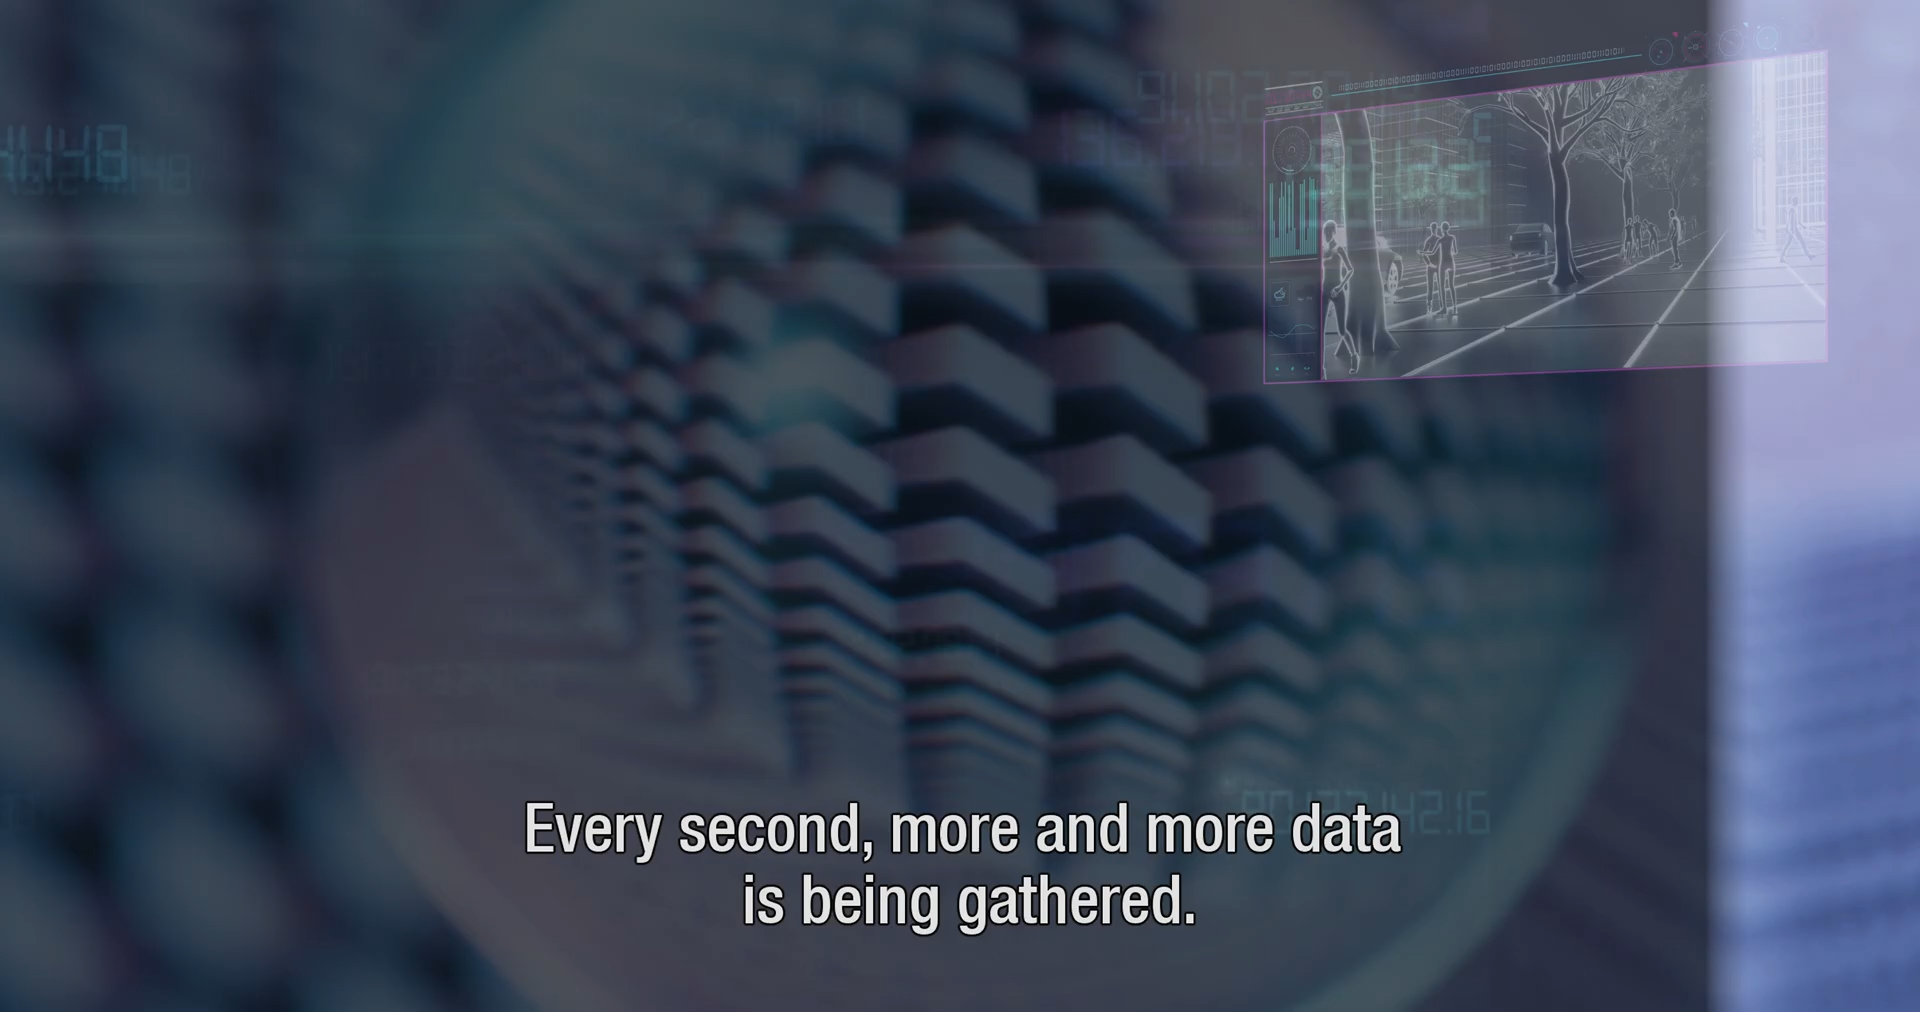 Every second, more and more data
is being gathered.